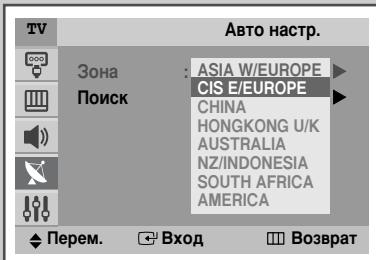 TV Авто настр.
Зона : ASIA W/EUROPE
CIS E/EUROPE
Поиск
CHINA
HONGKONG U/K
AUSTRALIA
NZ/INDONESIA
SOUTH AFRICA
AMERICA
Перем. Вход Возврат